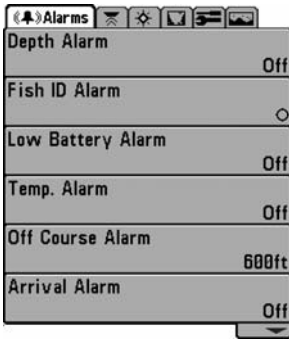 Alarms
Depth Alarm
Off
Fish ID Alarm
Low Battery Alarm
Off
Temp. Alarm
Off
Off Course Alarm
600ft
Arrival Alarm
Off